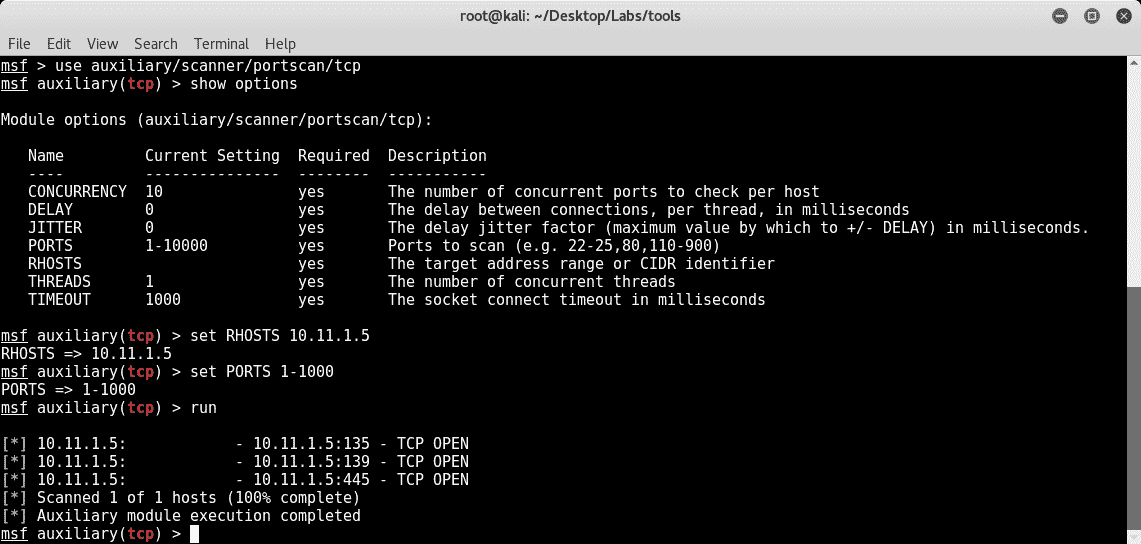 root@kali: ~/Desktop/Labs/tools
File Edit View Search Terminal Help
msf > use auxiliary/scanner/portscan/tcp
msf auxiliary(tcp) > show options
Module options (auxiliary/scanner/portscan/tcp):
Name Current Setting Required Description
---- --------------- -------- -----------
CONCURRENCY 10 yes The number of concurrent ports to check per host
DELAY 0 yes The delay between connections, per thread, in milliseconds
JITTER 0 yes The delay jitter factor (maximum value by which to +/- DELAY) in milliseconds.
PORTS 1-10000 yes Ports to scan (e.g. 22-25,80,110-900)
RHOSTS yes The target address range or CIDR identifier
THREADS 1 yes The number of concurrent threads
TIMEOUT 1000 yes The socket connect timeout in milliseconds
msf auxiliary(tcp) > set RHOSTS 10.11.1.5
RHOSTS => 10.11.1.5
msf auxiliary(tcp) > set PORTS 1-1000
PORTS => 1-1000
msf auxiliary(tcp) > run
[*] 10.11.1.5: - 10.11.1.5:135 - TCP OPEN
[*] 10.11.1.5: - 10.11.1.5:139 - TCP OPEN
[*] 10.11.1.5: - 10.11.1.5:445 - TCP OPEN
[*] Scanned 1 of 1 hosts (100% complete)
[*] Auxiliary module execution completed
msf auxiliary(tcp) >